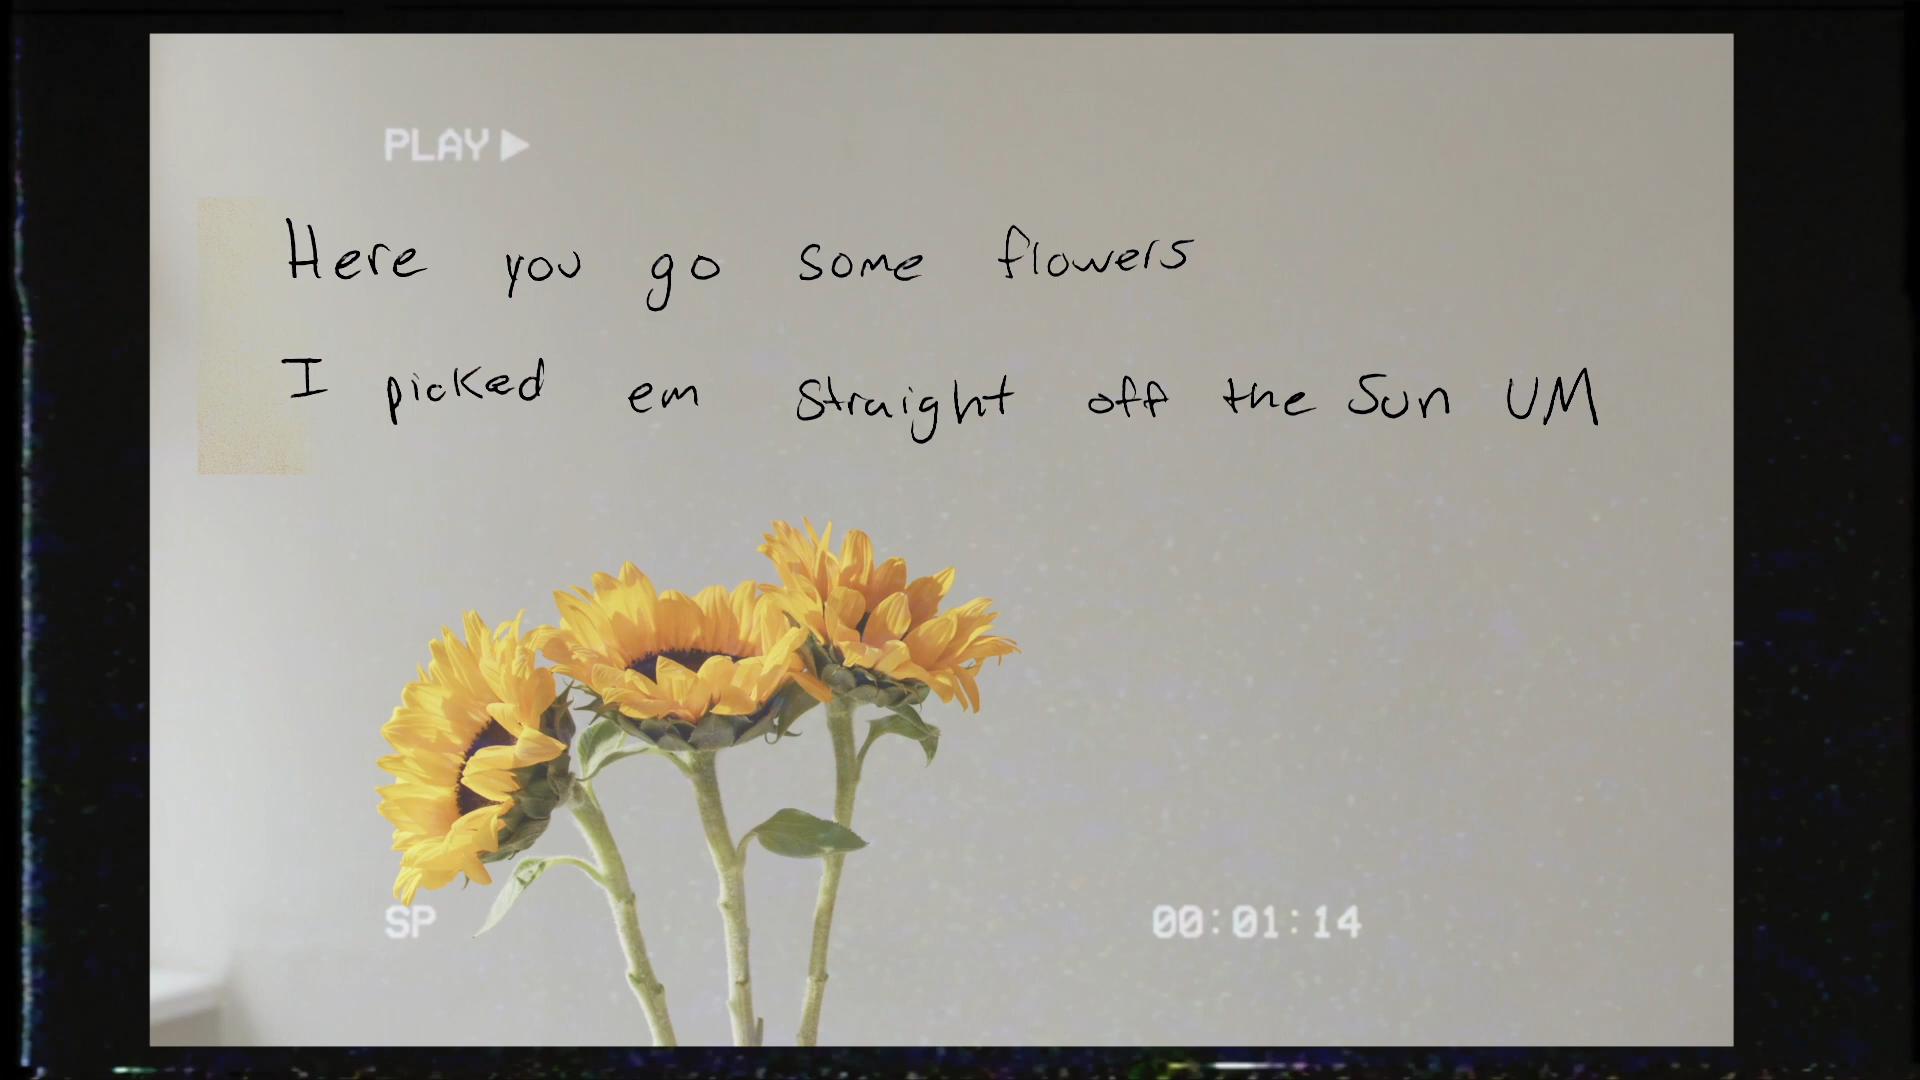 PLAY
Here you go some flowers
I picked em straight off the Sun UM
SP
00:01:14